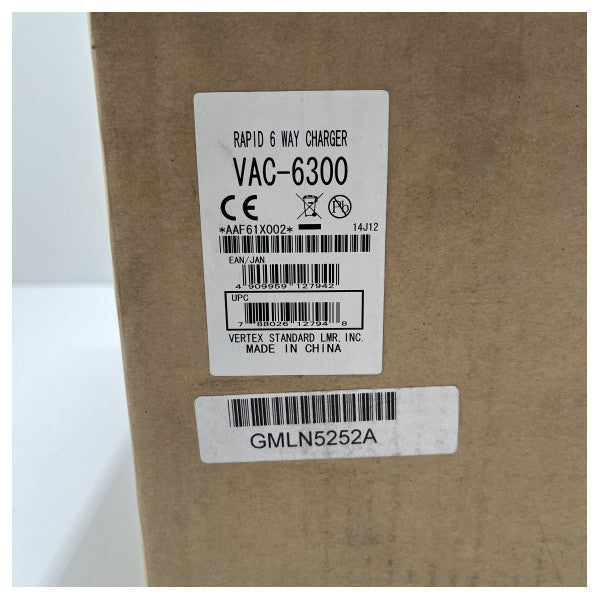 RAPID 6 WAY CHARGER
VAC-6300
CE Pb
*AAF61X002* 14J12
EAN/JAN
4 909959 127942
UPC
7 88026 12794 8
VERTEX STANDARD LMR. INC.
MADE IN CHINA
GMLN5252A